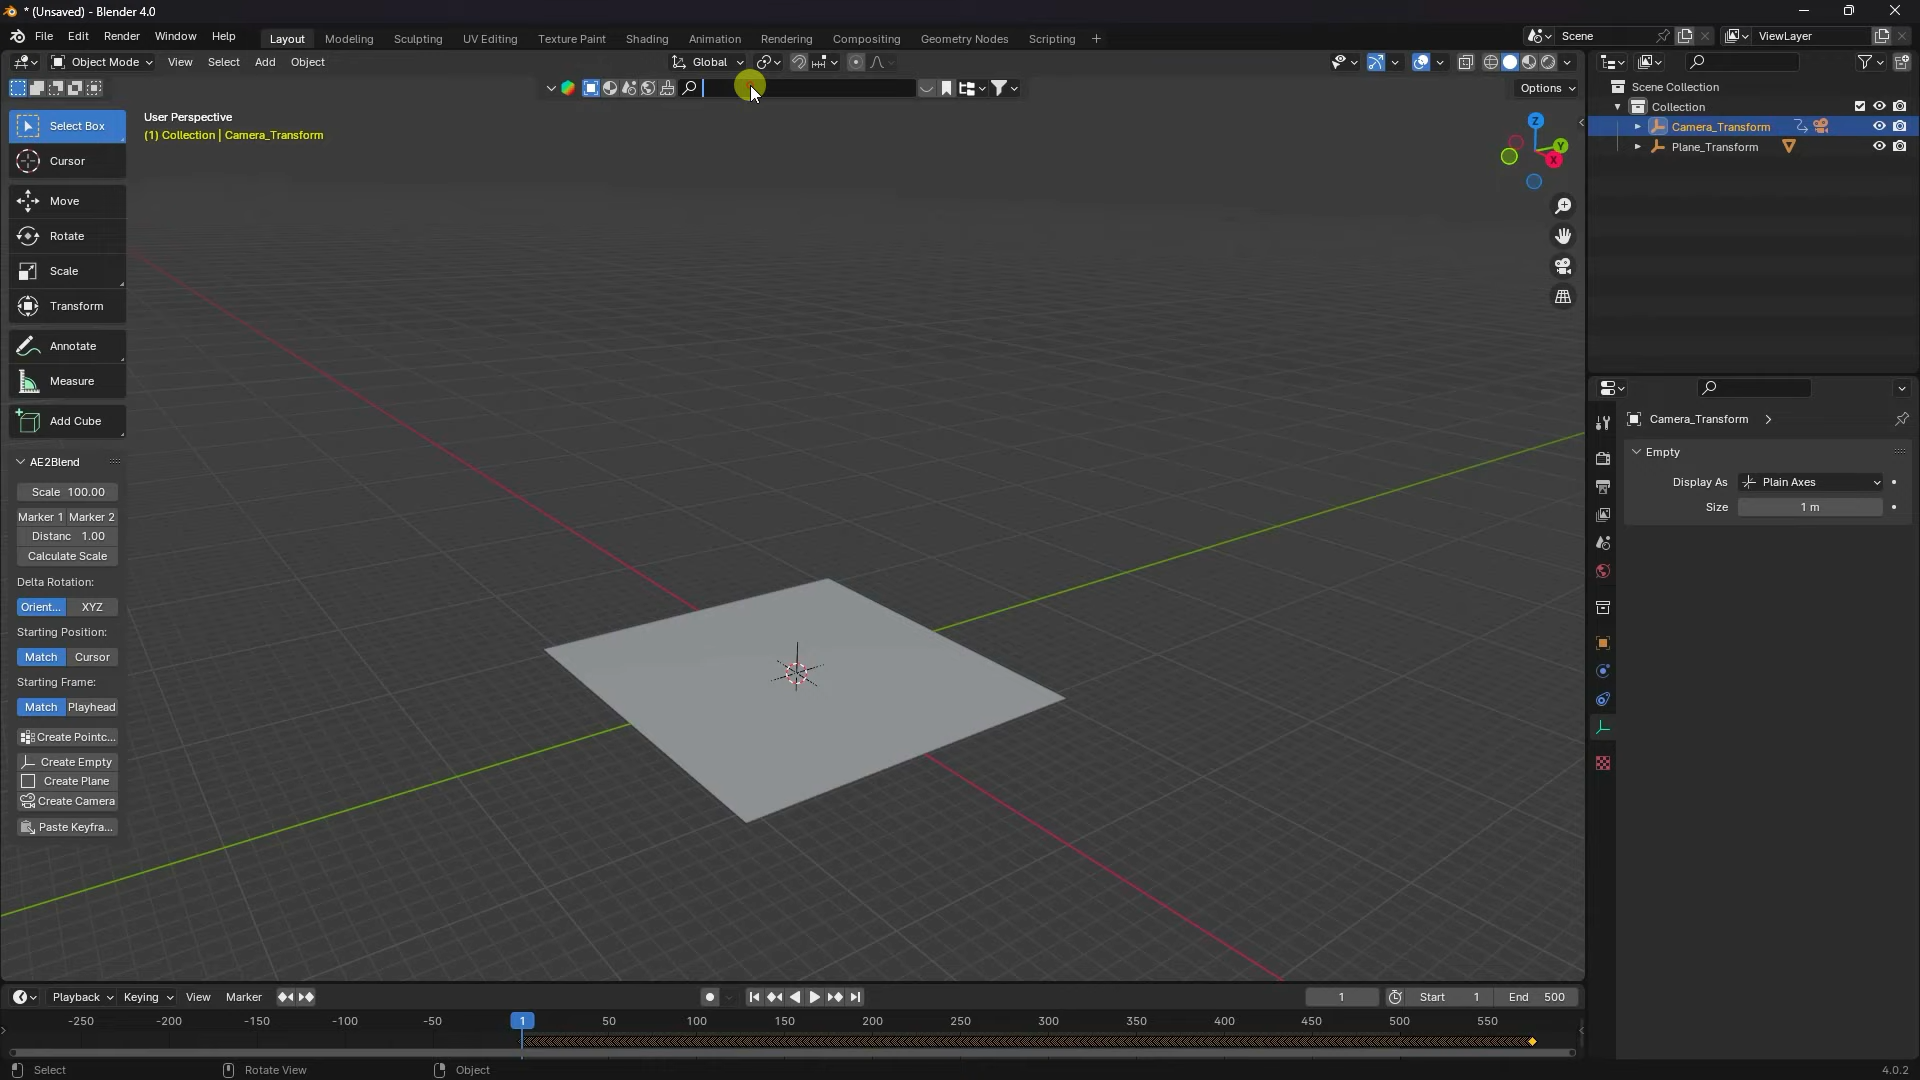 * (Unsaved) - Blender 4.0
File Edit Render Window Help Layout Modeling Sculpting UV Editing Texture Paint Shading Animation Rendering Compositing Geometry Nodes Scripting + Scene ViewLayer
Object Mode View Select Add Object Global
Options
User Perspective
(1) Collection | Camera_Transform
Select Box
Cursor
Move
Rotate
Scale
Transform
Annotate
Measure
Add Cube
AE2Blend
Scale 100.00
Marker 1 Marker 2
Distanc 1.00
Calculate Scale
Delta Rotation:
Orient... XYZ
Starting Position:
Match Cursor
Starting Frame:
Match Playhead
Create Pointc...
Create Empty
Create Plane
Create Camera
Paste Keyfra...
Z
Y
X
Scene Collection
Collection
Camera_Transform
Plane_Transform
Camera_Transform
Empty
Display As Plain Axes
Size 1 m
Playback Keying View Marker 1 Start 1 End 500
-250 -200 -150 -100 -50 1 50 100 150 200 250 300 350 400 450 500 550
Select Rotate View Object 4.0.2